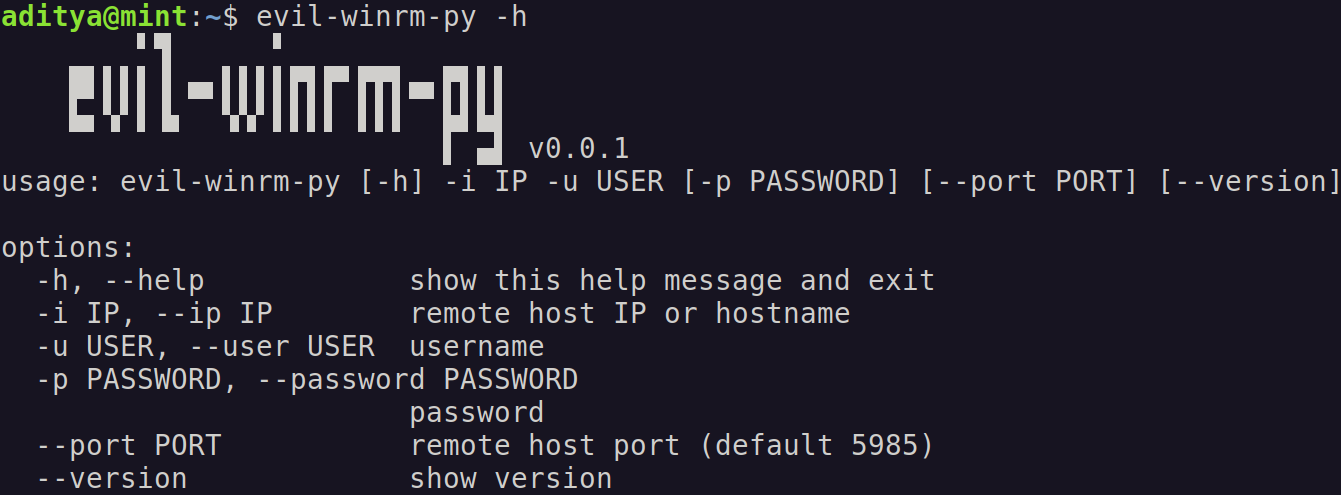 aditya@mint:~$ evil-winrm-py -h
evil-winrm-py v0.0.1
usage: evil-winrm-py [-h] -i IP -u USER [-p PASSWORD] [--port PORT] [--version]
options:
-h, --help show this help message and exit
-i IP, --ip IP remote host IP or hostname
-u USER, --user USER username
-p PASSWORD, --password PASSWORD
password
--port PORT remote host port (default 5985)
--version show version